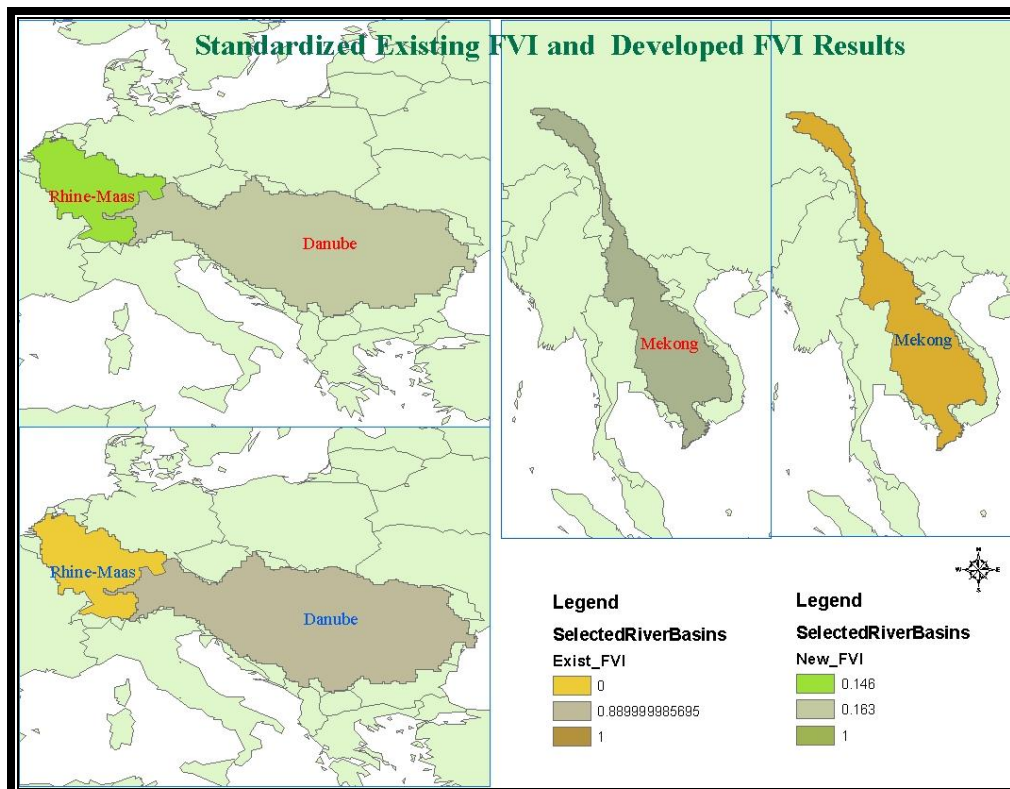 Standardized Existing FVI and Developed FVI Results
Rhine-Maas
Danube
Mekong
Mekong
Rhine-Maas
Danube
N
W E
S
Legend
SelectedRiverBasins
Exist_FVI
0
0.889999985695
1
Legend
SelectedRiverBasins
New_FVI
0.146
0.163
1